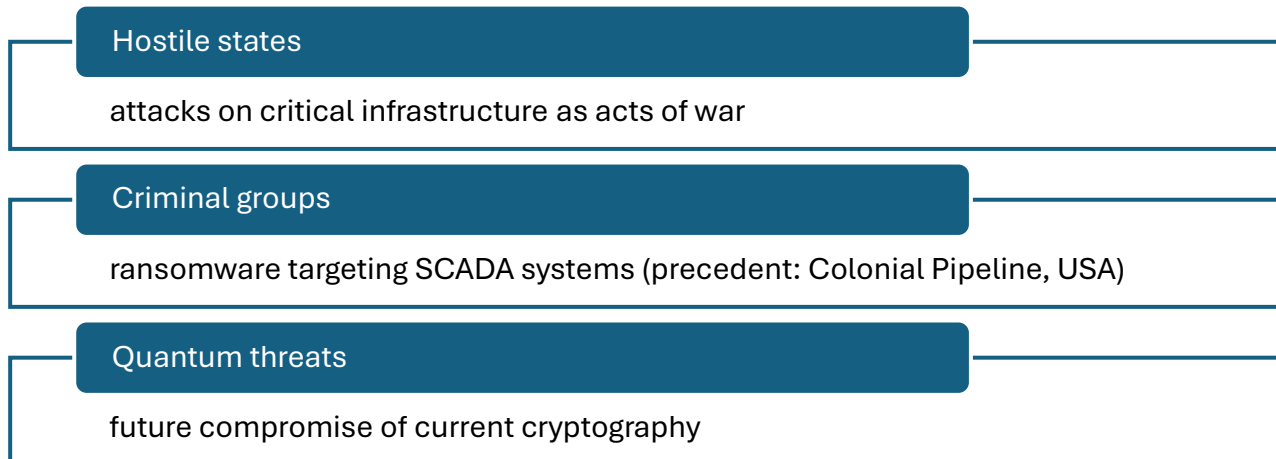 Hostile states
attacks on critical infrastructure as acts of war
Criminal groups
ransomware targeting SCADA systems (precedent: Colonial Pipeline, USA)
Quantum threats
future compromise of current cryptography